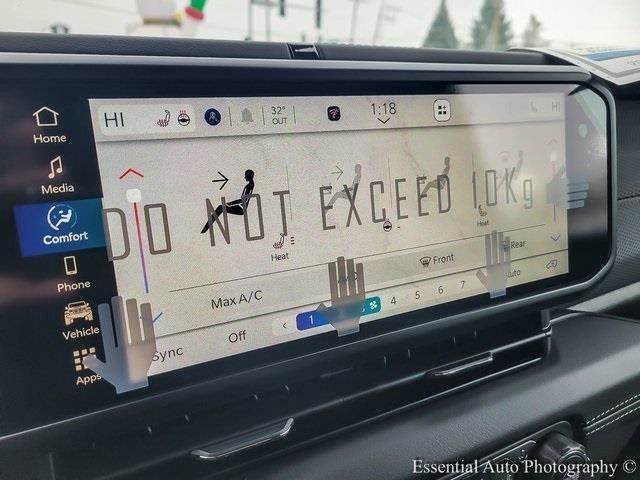 HI 32° 1:18 HI
OUT
Home
Media
Comfort
Phone
Vehicle
Apps
DO NOT EXCEED 10Kg
Heat Heat
Max A/C Front Rear
Sync Off 1 4 5 6 7 Auto
Essential Auto Photography ©